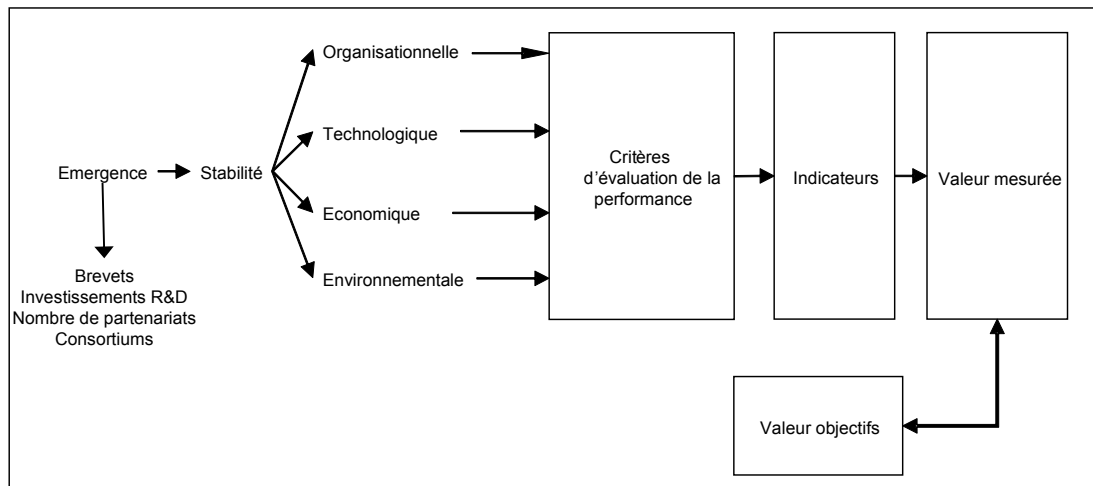 Emergence
Brevets
Investissements R&D
Nombre de partenariats
Consortiums
Stabilité
Organisationnelle
Technologique
Economique
Environnementale
Critères
d’évaluation de la
performance
Indicateurs
Valeur mesurée
Valeur objectifs